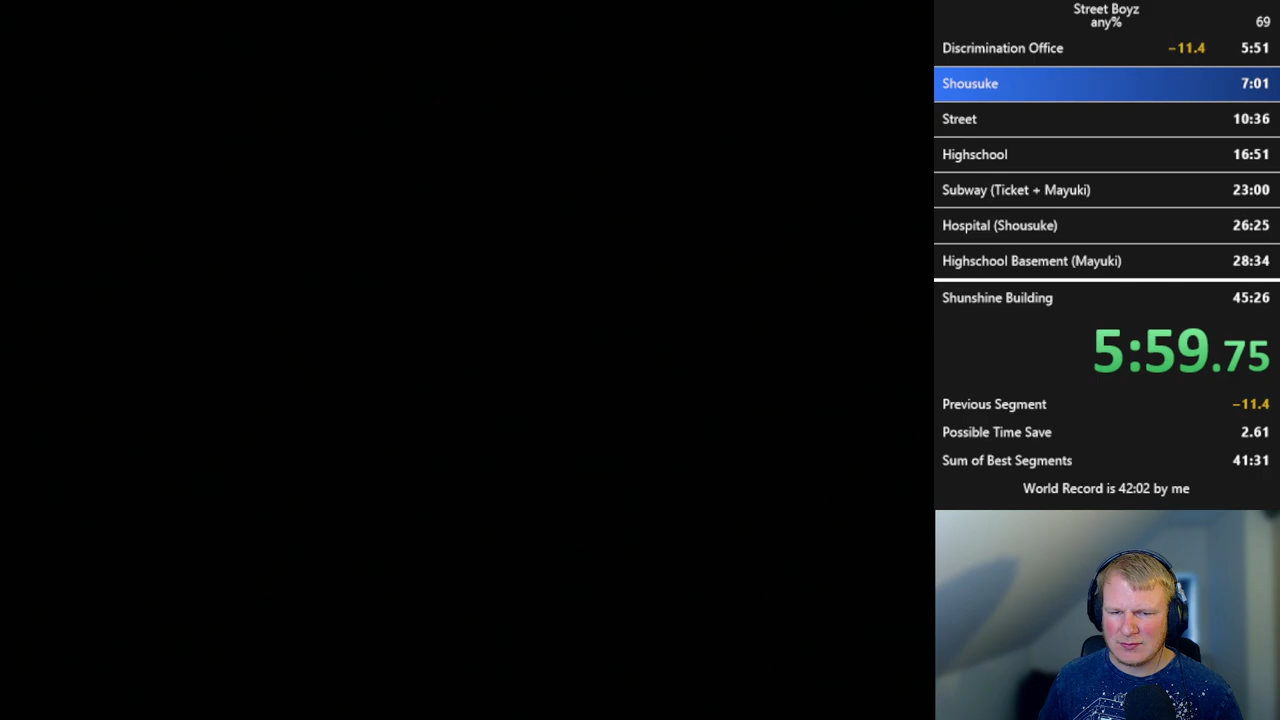 Street Boyz
any%
69
Discrimination Office -11.4 5:51
Shousuke 7:01
Street 10:36
Highschool 16:51
Subway (Ticket + Mayuki) 23:00
Hospital (Shousuke) 26:25
Highschool Basement (Mayuki) 28:34
Shunshine Building 45:26
5:59.75
Previous Segment -11.4
Possible Time Save 2.61
Sum of Best Segments 41:31
World Record is 42:02 by me